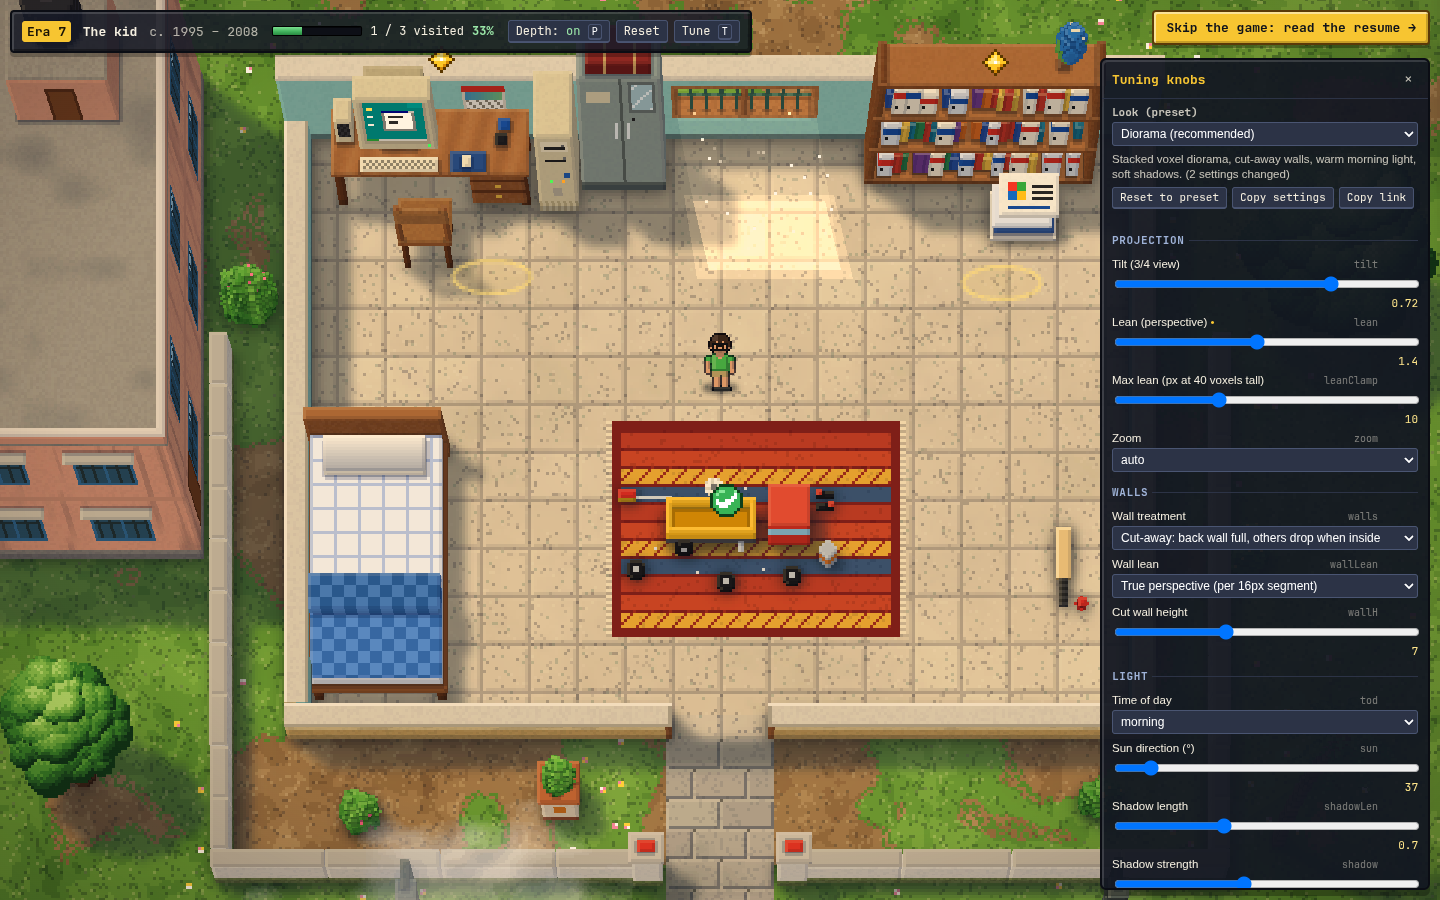 Era 7 The kid c. 1995 – 2008 1 / 3 visited 33% Depth: on P Reset Tune T
Skip the game: read the resume →
Tuning knobs ×
Look (preset)
Diorama (recommended)
Stacked voxel diorama, cut-away walls, warm morning light,
soft shadows. (2 settings changed)
Reset to preset Copy settings Copy link
PROJECTION
Tilt (3/4 view) tilt
0.72
Lean (perspective) • lean
1.4
Max lean (px at 40 voxels tall) leanClamp
10
Zoom zoom
auto
WALLS
Wall treatment walls
Cut-away: back wall full, others drop when inside
Wall lean wallLean
True perspective (per 16px segment)
Cut wall height wallH
7
LIGHT
Time of day tod
morning
Sun direction (°) sun
37
Shadow length shadowLen
0.7
Shadow strength shadow